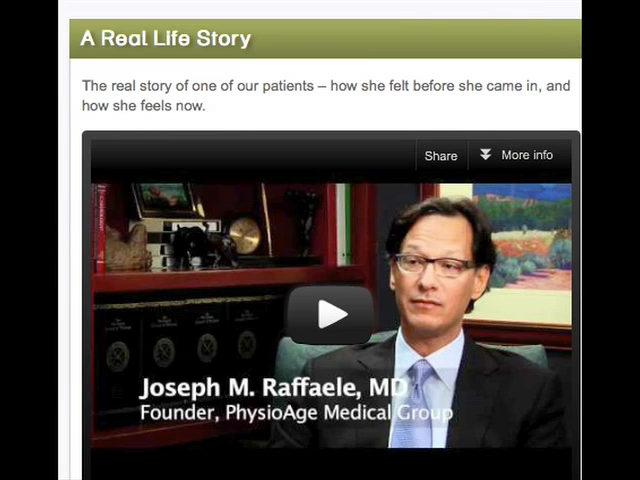 A Real Life Story
The real story of one of our patients – how she felt before she came in, and
how she feels now.
Share
More info
Joseph M. Raffaele, MD
Founder, PhysioAge Medical Group